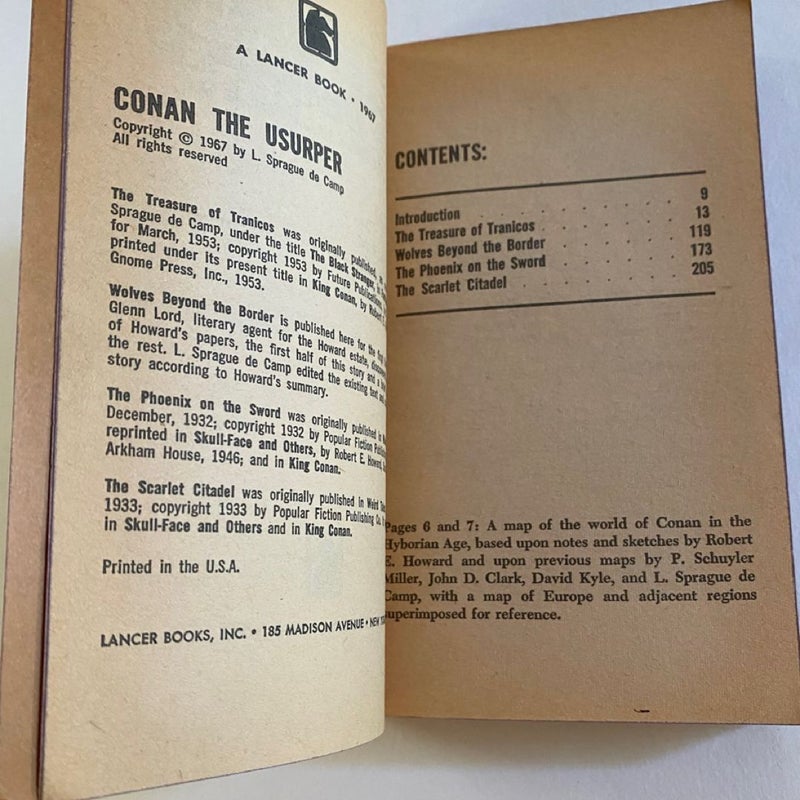 A LANCER BOOK • 1967
CONAN THE USURPER
Copyright © 1967 by L. Sprague de Camp
All rights reserved
The Treasure of Tranicos was originally published, in
Sprague de Camp, under the title The Black Stranger, in
for March, 1953; copyright 1953 by Future Publications,
printed under its present title in King Conan, by Robert
Gnome Press, Inc., 1953.
Wolves Beyond the Border is published here for the first
Glenn Lord, literary agent for the Howard estate,
of Howard's papers, the first half of this story and a
the rest. L. Sprague de Camp edited the existing text and
story according to Howard's summary.
The Phoenix on the Sword was originally published in
December, 1932; copyright 1932 by Popular Fiction
reprinted in Skull-Face and Others, by Robert E. Howard,
Arkham House, 1946; and in King Conan.
The Scarlet Citadel was originally published in Weird
1933; copyright 1933 by Popular Fiction Publishing Co.
in Skull-Face and Others and in King Conan.
Printed in the U.S.A.
LANCER BOOKS, INC. • 185 MADISON AVENUE • NEW
CONTENTS:
Introduction . . . . . . . 9
The Treasure of Tranicos . . . . . 13
Wolves Beyond the Border . . . . . 119
The Phoenix on the Sword . . . . . 173
The Scarlet Citadel . . . . . . 205
Pages 6 and 7: A map of the world of Conan in the
Hyborian Age, based upon notes and sketches by Robert
E. Howard and upon previous maps by P. Schuyler
Miller, John D. Clark, David Kyle, and L. Sprague de
Camp, with a map of Europe and adjacent regions
superimposed for reference.